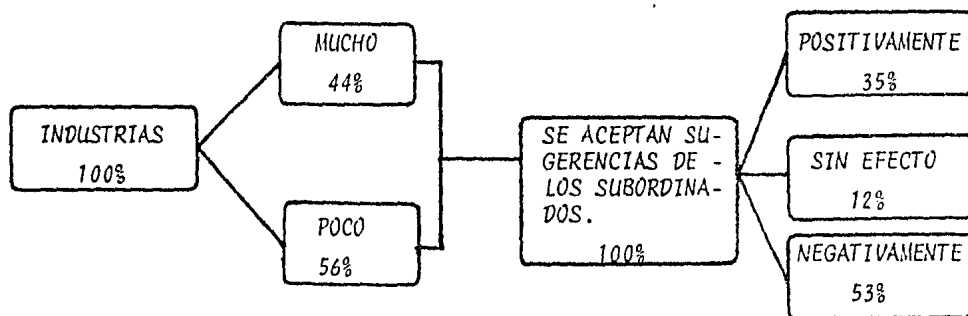 INDUSTRIAS
100%
MUCHO
44%
POCO
56%
SE ACEPTAN SU-
GERENCIAS DE -
LOS SUBORDINA-
DOS.
100%
POSITIVAMENTE
35%
SIN EFECTO
12%
NEGATIVAMENTE
53%